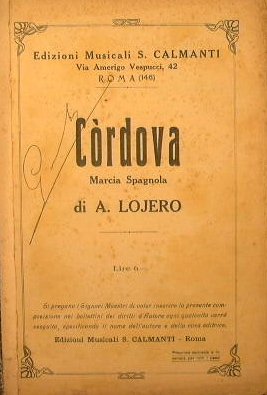 Edizioni Musicali S. CALMANTI
Via Amerigo Vespucci, 42
ROMA (146)
Còrdova
Marcia Spagnola
di A. LOJERO
Lire 6.—
Si pregano i Signori Maestri di voler inserire la presente com-
posizione nei bollettini dei diritti d'Autore ogni qualvolta verrà
eseguita, specificando il nome dell'autore e della casa editrice.
Edizioni Musicali S. CALMANTI - Roma